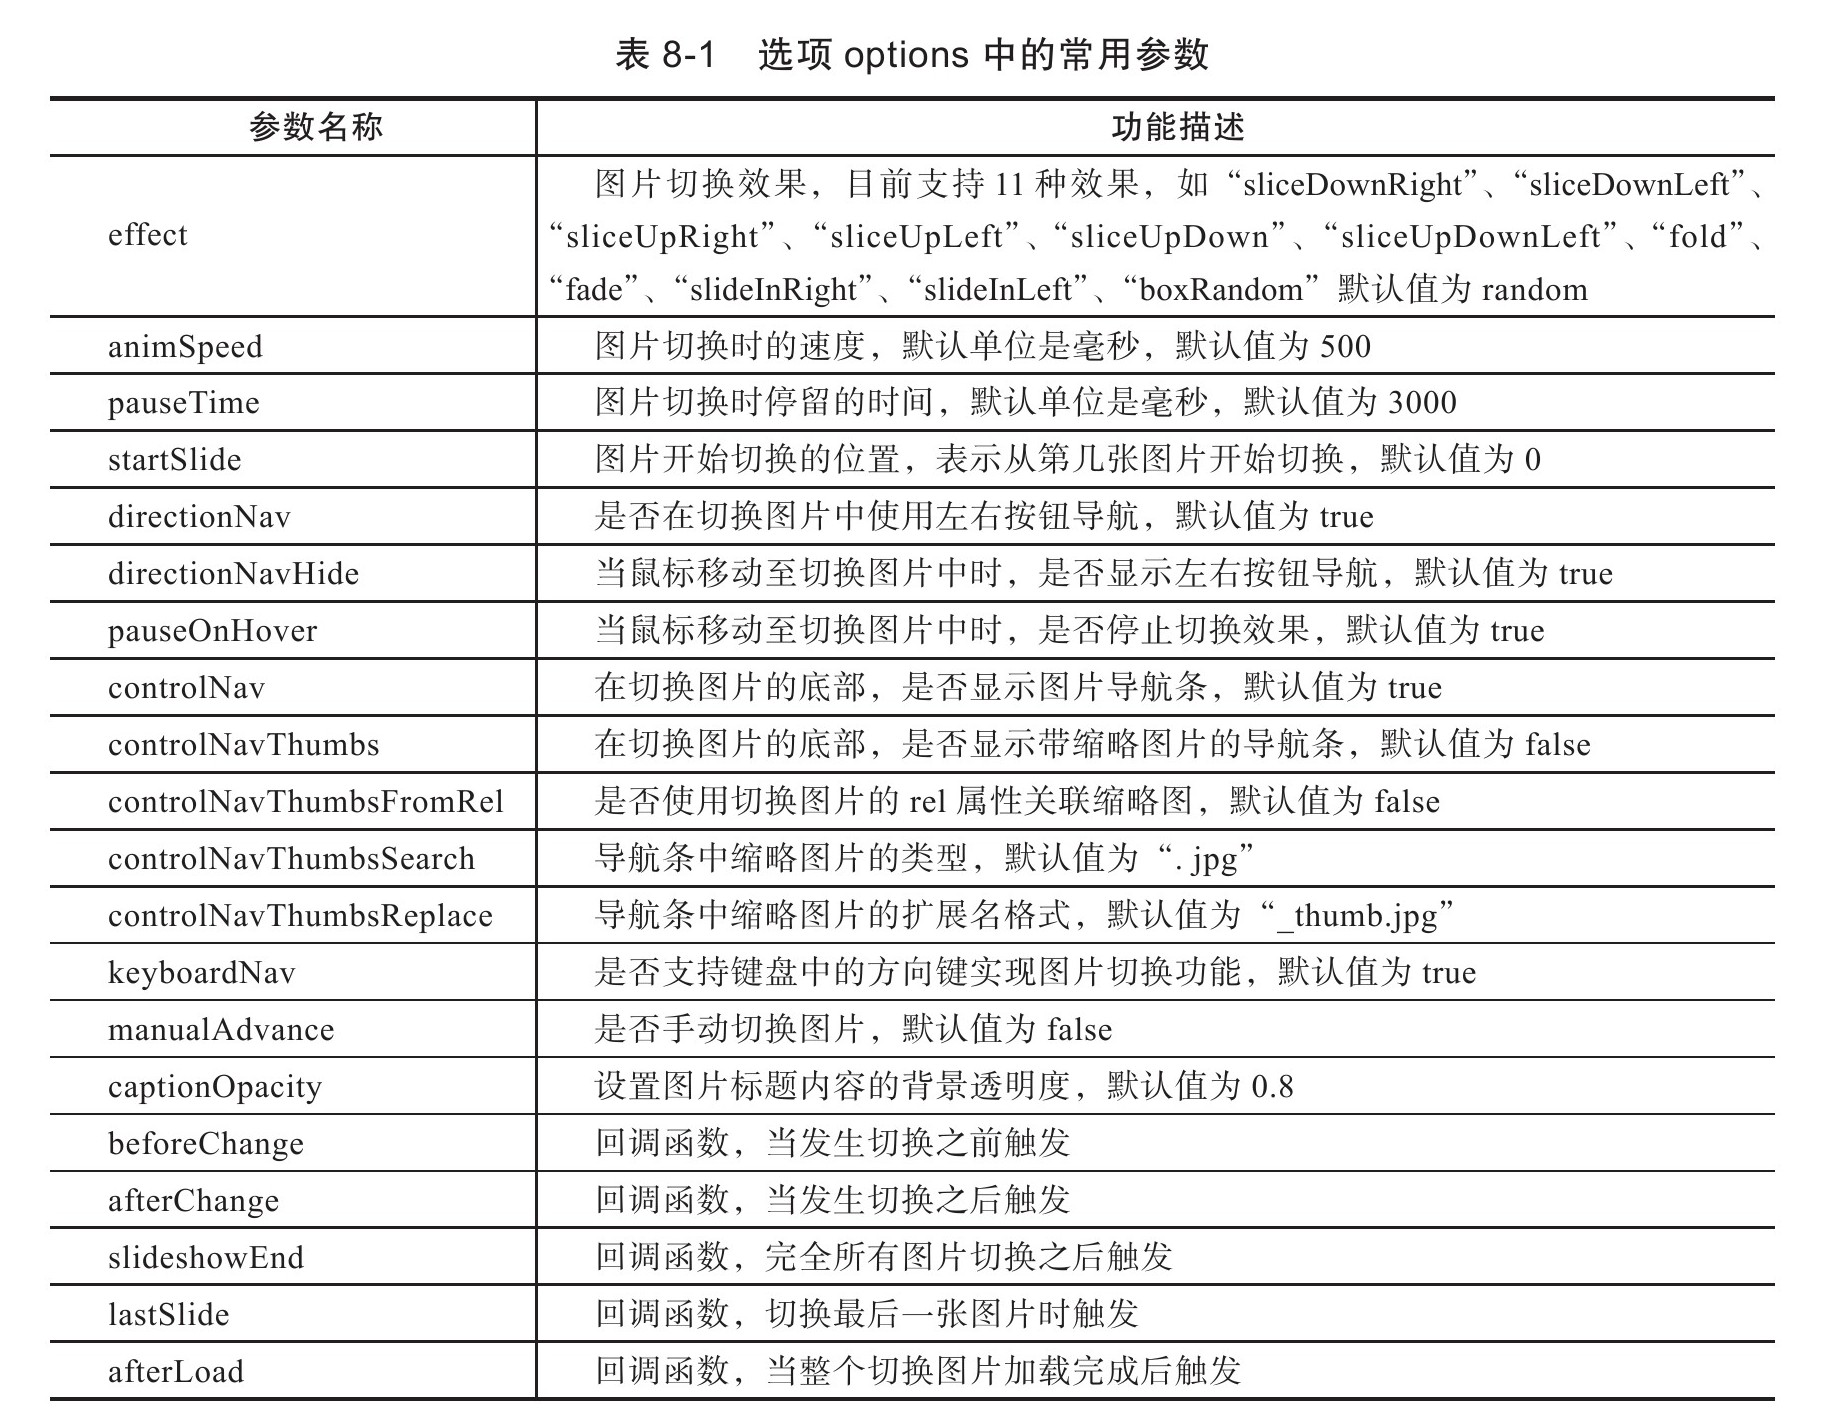 表 8-1 选项 options 中的常用参数
参数名称 功能描述
图片切换效果，目前支持 11 种效果，如“sliceDownRight”、“sliceDownLeft”、
effect “sliceUpRight”、“sliceUpLeft”、“sliceUpDown”、“sliceUpDownLeft”、“fold”、
“fade”、“slideInRight”、“slideInLeft”、“boxRandom”默认值为 random
animSpeed 图片切换时的速度，默认单位是毫秒，默认值为 500
pauseTime 图片切换时停留的时间，默认单位是毫秒，默认值为 3000
startSlide 图片开始切换的位置，表示从第几张图片开始切换，默认值为 0
directionNav 是否在切换图片中使用左右按钮导航，默认值为 true
directionNavHide 当鼠标移动至切换图片中时，是否显示左右按钮导航，默认值为 true
pauseOnHover 当鼠标移动至切换图片中时，是否停止切换效果，默认值为 true
controlNav 在切换图片的底部，是否显示图片导航条，默认值为 true
controlNavThumbs 在切换图片的底部，是否显示带缩略图片的导航条，默认值为 false
controlNavThumbsFromRel 是否使用切换图片的 rel 属性关联缩略图，默认值为 false
controlNavThumbsSearch 导航条中缩略图片的类型，默认值为“. jpg”
controlNavThumbsReplace 导航条中缩略图片的扩展名格式，默认值为“_thumb.jpg”
keyboardNav 是否支持键盘中的方向键实现图片切换功能，默认值为 true
manualAdvance 是否手动切换图片，默认值为 false
captionOpacity 设置图片标题内容的背景透明度，默认值为 0.8
beforeChange 回调函数，当发生切换之前触发
afterChange 回调函数，当发生切换之后触发
slideshowEnd 回调函数，完全所有图片切换之后触发
lastSlide 回调函数，切换最后一张图片时触发
afterLoad 回调函数，当整个切换图片加载完成后触发